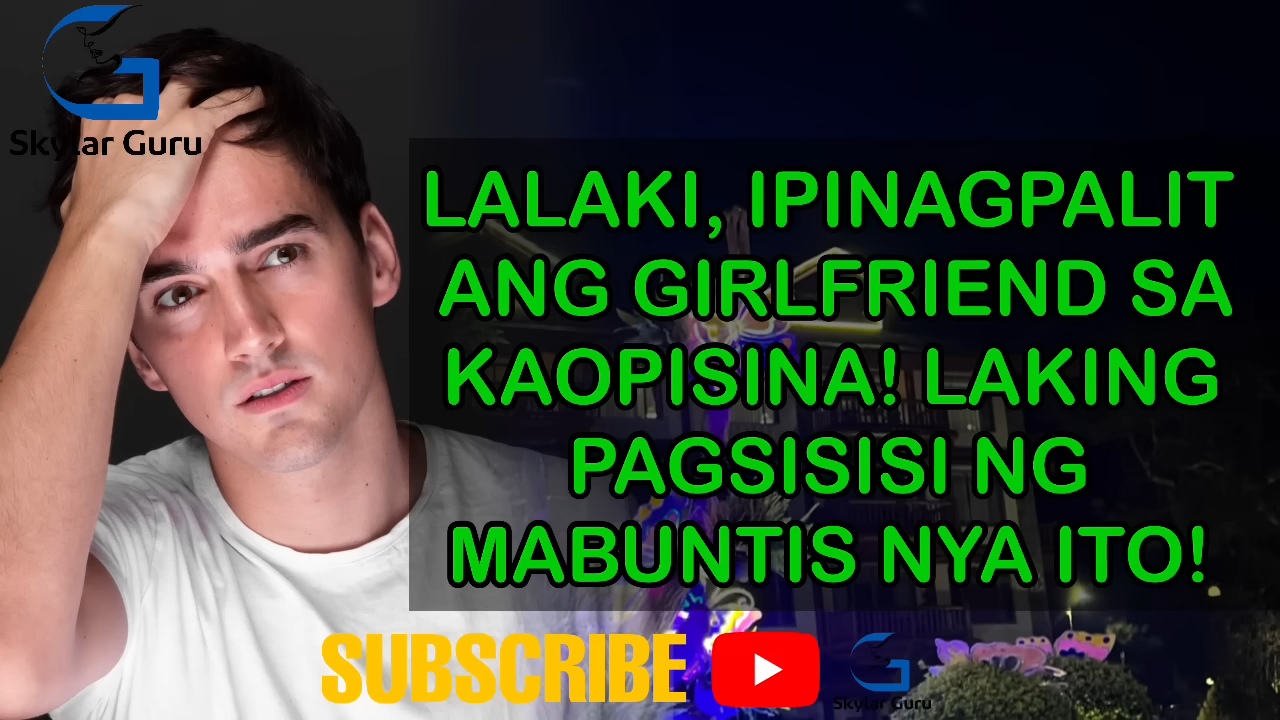 Skylar Guru
LALAKI, IPINAGPALIT
ANG GIRLFRIEND SA
KAOPISINA! LAKING
PAGSISISI NG
MABUNTIS NYA ITO!
SUBSCRIBE
Skylar Guru